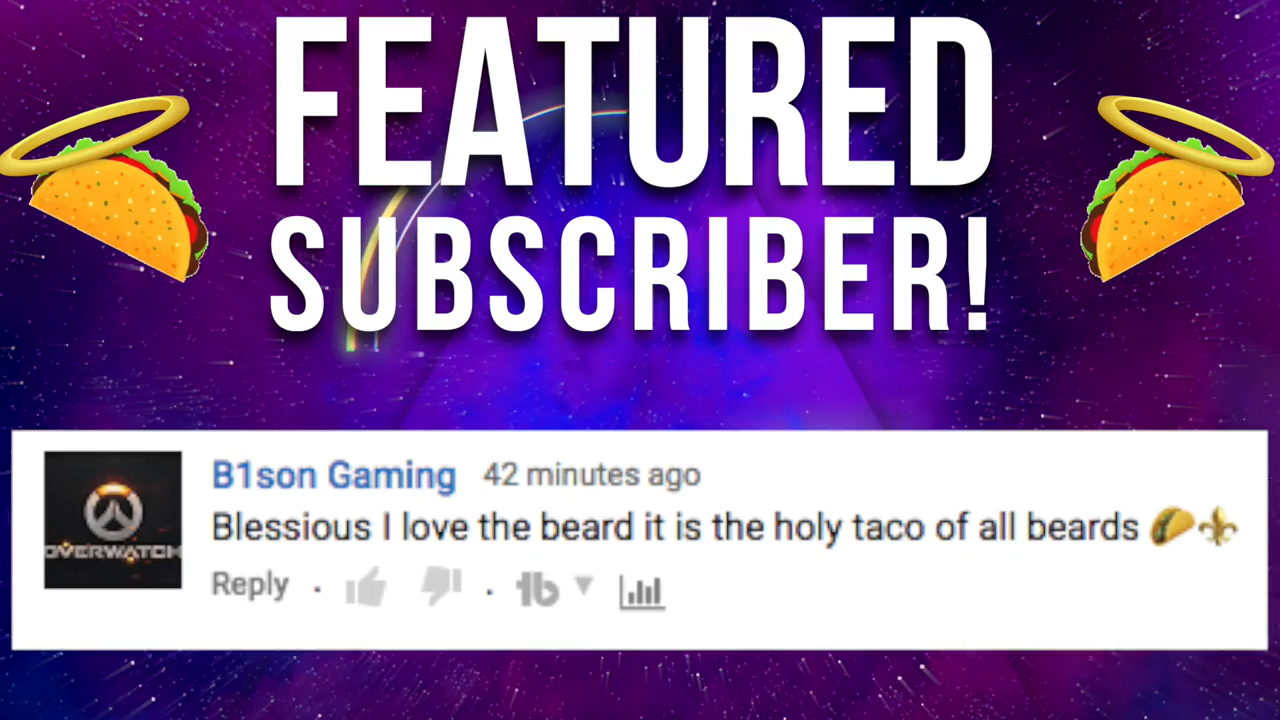 FEATURED
SUBSCRIBER!
B1son Gaming 42 minutes ago
OVERWATCH
Blessious I love the beard it is the holy taco of all beards 🌮⚜
Reply